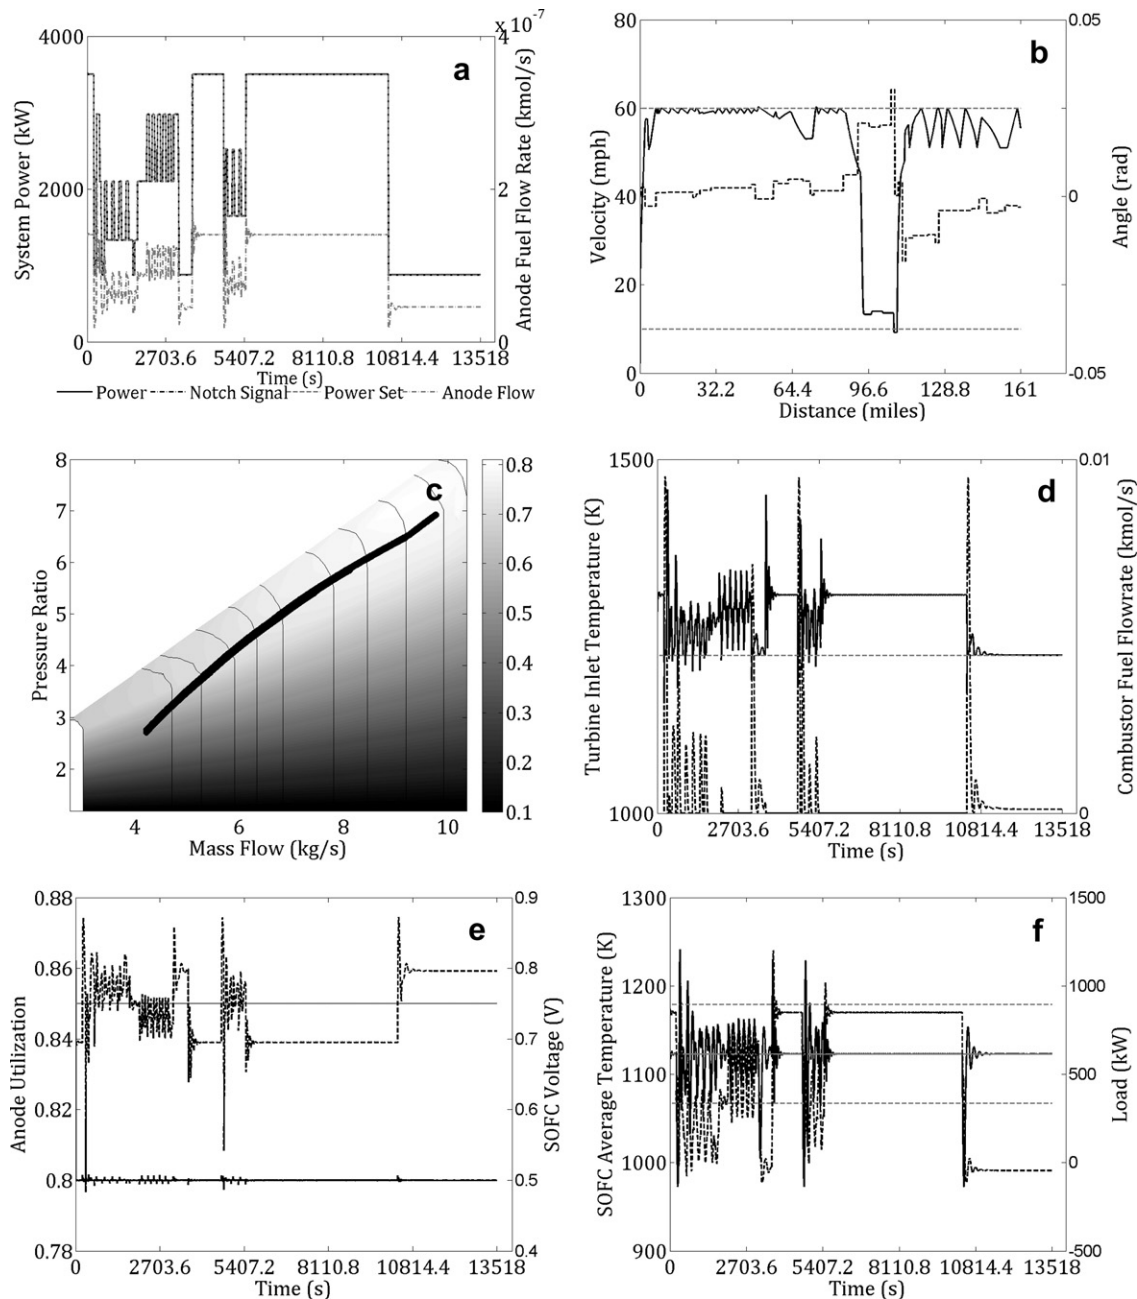 x 10⁻⁷
a
4000
2000
0
4
2
0
System Power (kW)
Anode Fuel Flow Rate (kmol/s)
0 2703.6 5407.2 8110.8 10814.4 13518
Time (s)
Power Notch Signal Power Set Anode Flow
b
80
60
40
20
0
0.05
0
-0.05
Velocity (mph)
Angle (rad)
0 32.2 64.4 96.6 128.8 161
Distance (miles)
c
8
7
6
5
4
3
2
0.8
0.7
0.6
0.5
0.4
0.3
0.2
0.1
Pressure Ratio
4 6 8 10
Mass Flow (kg/s)
d
1500
1000
0.01
0
Turbine Inlet Temperature (K)
Combustor Fuel Flowrate (kmol/s)
0 2703.6 5407.2 8110.8 10814.4 13518
Time (s)
e
0.88
0.86
0.84
0.82
0.8
0.78
0.9
0.8
0.7
0.6
0.5
0.4
Anode Utilization
SOFC Voltage (V)
0 2703.6 5407.2 8110.8 10814.4 13518
Time (s)
f
1300
1200
1100
1000
900
1500
1000
500
0
-500
SOFC Average Temperature (K)
Load (kW)
0 2703.6 5407.2 8110.8 10814.4 13518
Time (s)